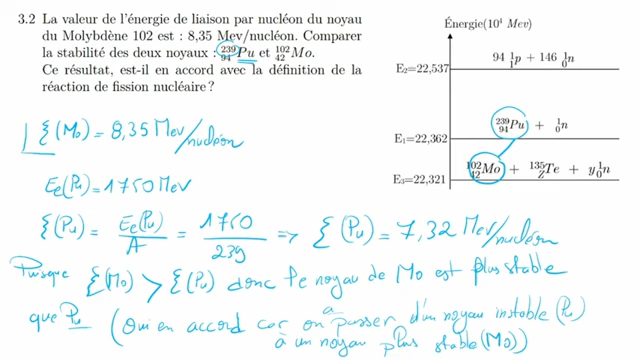 3.2 La valeur de l'énergie de liaison par nucléon du noyau
du Molybdène 102 est : 8,35 Mev/nucléon. Comparer
la stabilité des deux noyaux : ²³⁹₉₄Pu et ¹⁰²₄₂Mo.
Ce résultat, est-il en accord avec la définition de la
réaction de fission nucléaire ?
Énergie(10⁴ Mev)
E₂=22,537 94 ¹₁p + 146 ¹₀n
²³⁹₉₄Pu + ¹₀n
E₁=22,362
¹⁰²₄₂Mo + ¹³⁵_ZTe + y¹₀n
E₃=22,321
ξ(Mo) = 8,35 Mev/nucléon
Eₑ(Pu) = 1750 MeV
ξ(Pu) = Eₑ(Pu)/A = 1750/239 => ξ(Pu) = 7,32 Mev/nucléon
Puisque ξ(Mo) > ξ(Pu) donc le noyau de Mo est plus stable
que Pu (Oui en accord car on a passer d'un noyau instable (Pu)
à un noyau plus stable (Mo))